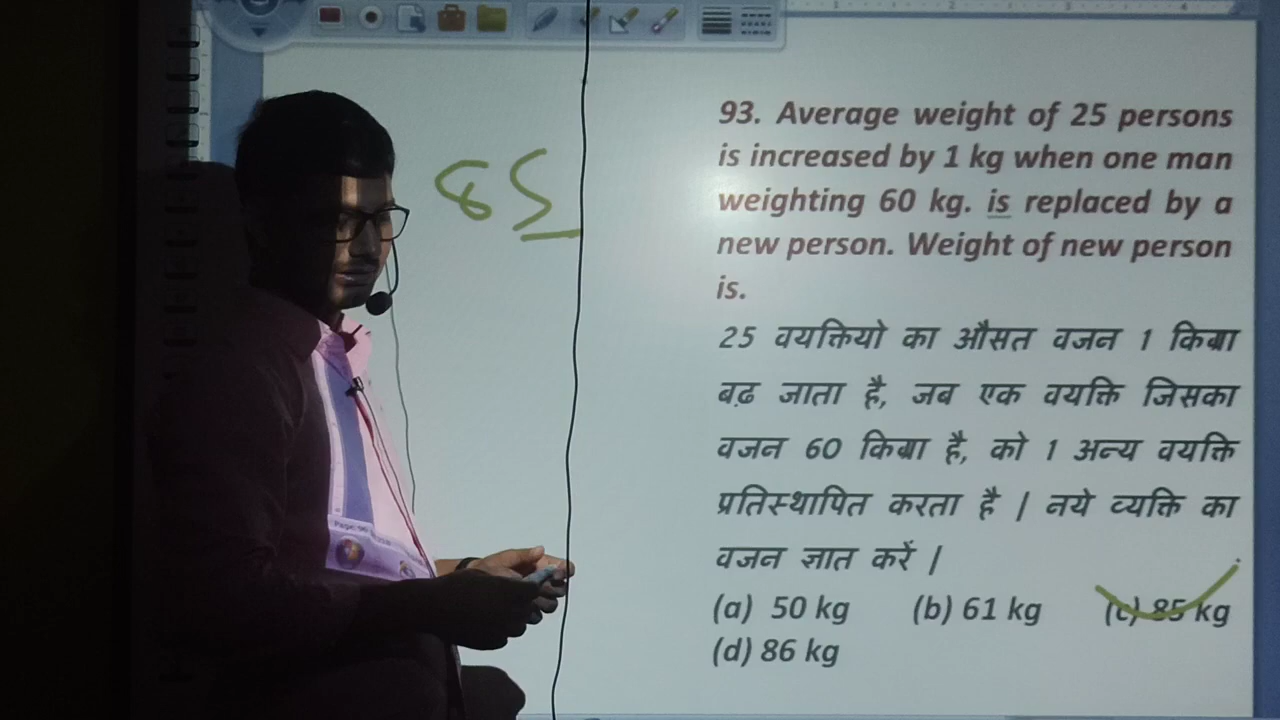 85
93. Average weight of 25 persons
is increased by 1 kg when one man
weighting 60 kg. is replaced by a
new person. Weight of new person
is.
25 वयक्तियो का औसत वजन 1 किग्रा
बढ़ जाता है, जब एक वयक्ति जिसका
वजन 60 किग्रा है, को 1 अन्य वयक्ति
प्रतिस्थापित करता है | नये व्यक्ति का
वजन ज्ञात करें |
(a) 50 kg (b) 61 kg (c) 85 kg
(d) 86 kg